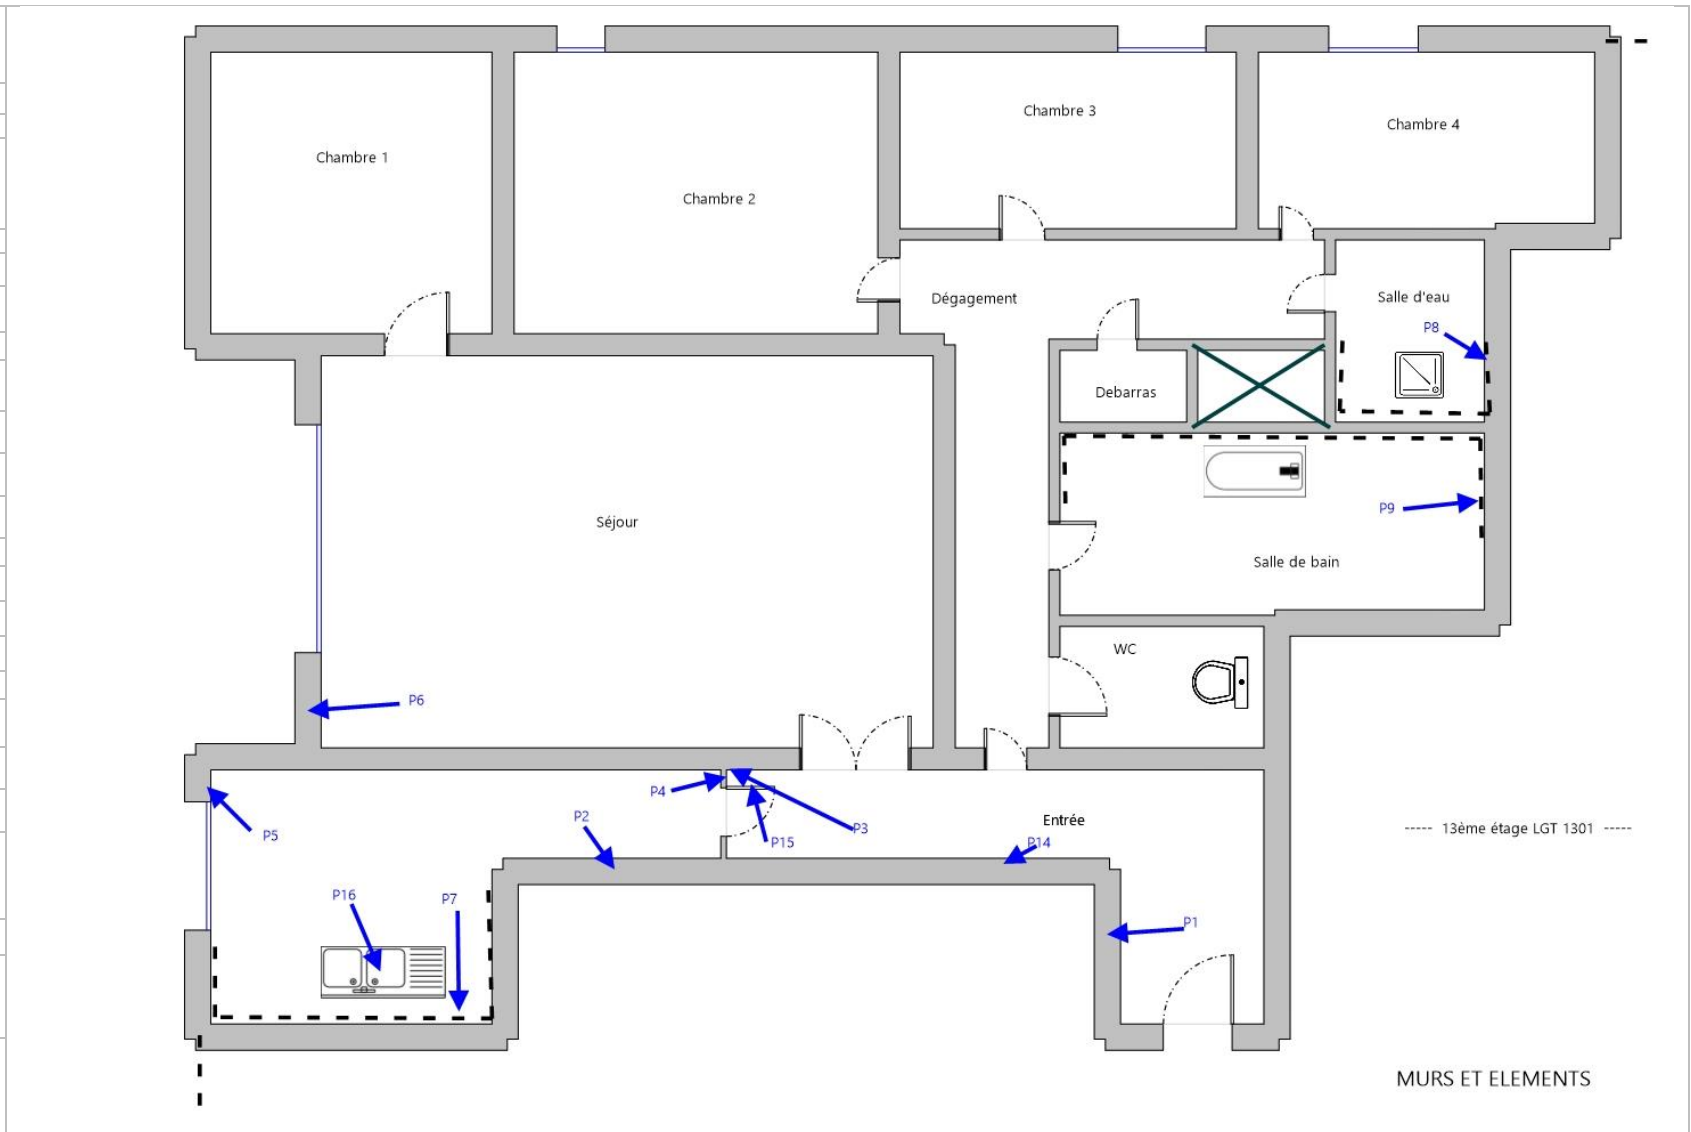 Chambre 3
Chambre 4
Chambre 1
Chambre 2
Dégagement
Salle d'eau
P8
Debarras
P9
Séjour
Salle de bain
WC
P6
P4
P2
P3
P5
P15
Entrée
P14
----- 13ème étage LGT 1301 -----
P16
P7
P1
MURS ET ELEMENTS